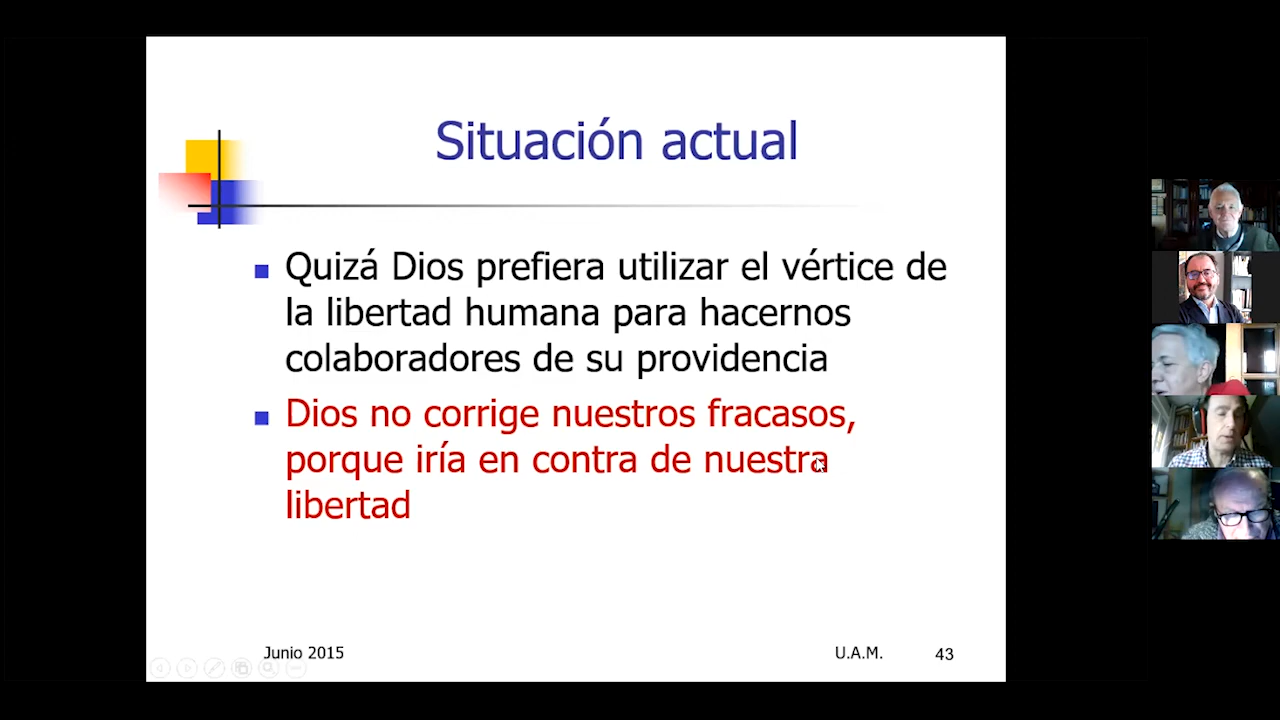 Situación actual
Quizá Dios prefiera utilizar el vértice de
la libertad humana para hacernos
colaboradores de su providencia
Dios no corrige nuestros fracasos,
porque iría en contra de nuestra
libertad
Junio 2015
U.A.M.
43